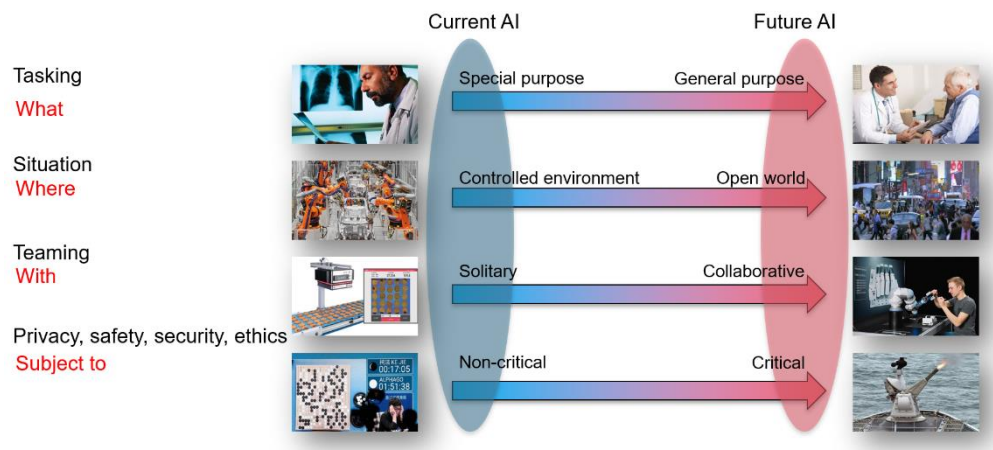 Current AI
Future AI
Tasking
What
Special purpose
General purpose
Situation
Where
Controlled environment
Open world
Teaming
With
Solitary
Collaborative
Privacy, safety, security, ethics
Subject to
Non-critical
Critical
00:17:05
ALPHAGO
01:51:38